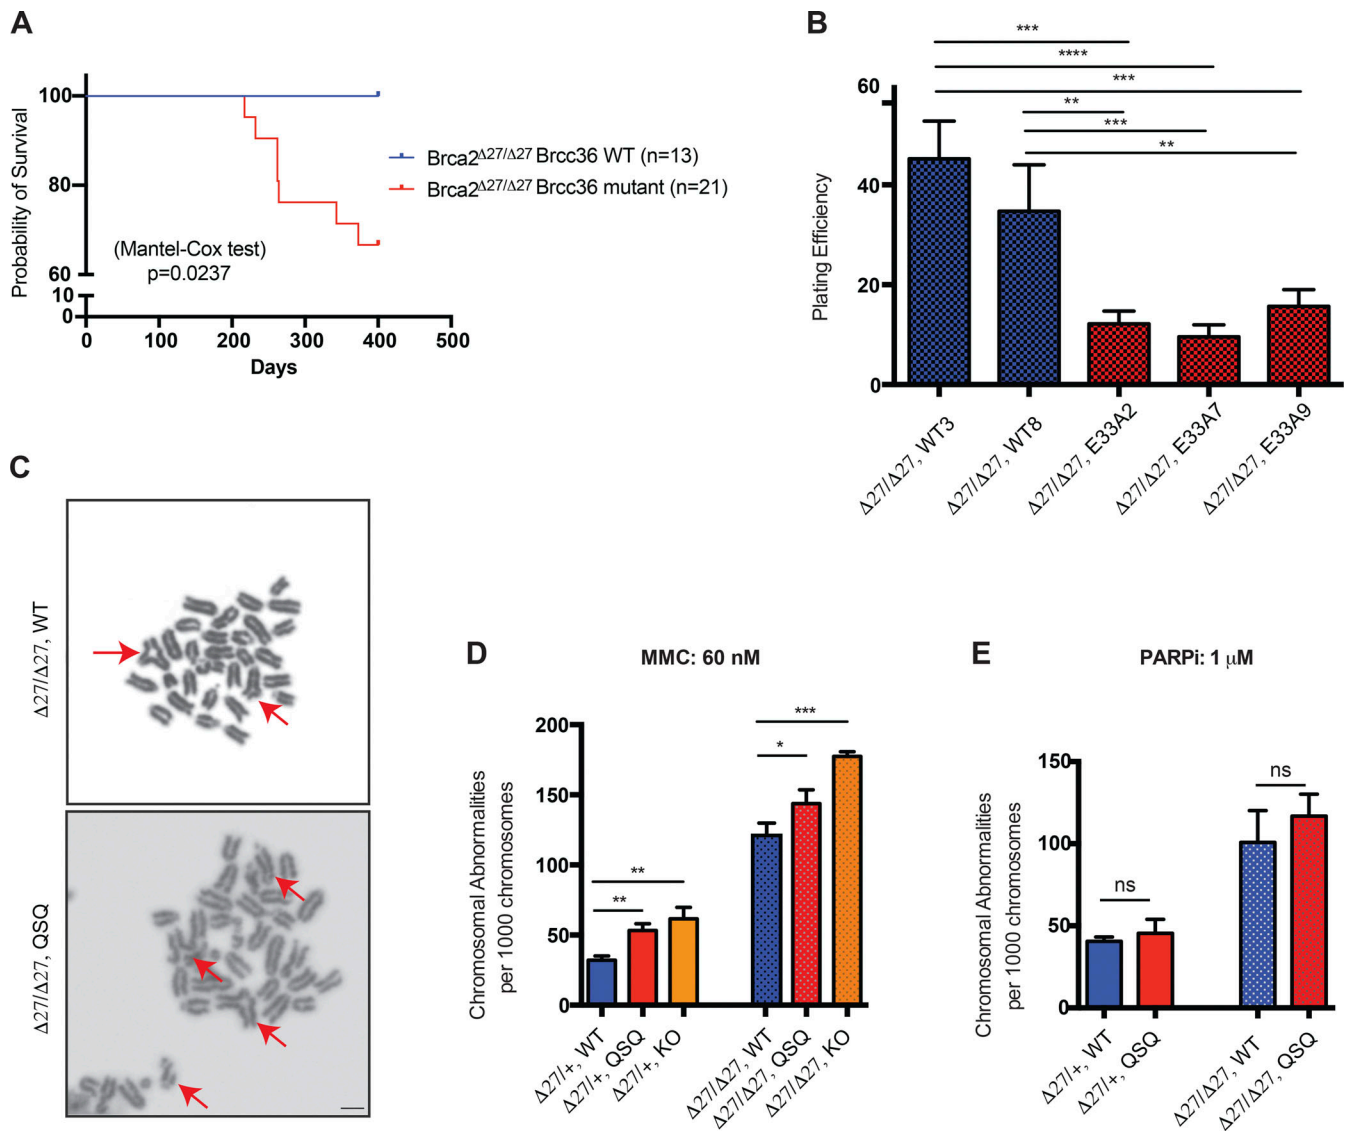 A
Probability of Survival
100
80
60
10
0
0 100 200 300 400 500
Days
(Mantel-Cox test)
p=0.0237
Brca2Δ27/Δ27 Brcc36 WT (n=13)
Brca2Δ27/Δ27 Brcc36 mutant (n=21)
B
Plating Efficiency
60
40
20
0
***
****
***
**
***
**
Δ27/Δ27, WT3
Δ27/Δ27, WT8
Δ27/Δ27, E33A2
Δ27/Δ27, E33A7
Δ27/Δ27, E33A9
C
Δ27/Δ27, WT
Δ27/Δ27, QSQ
D
MMC: 60 nM
Chromosomal Abnormalities
per 1000 chromosomes
200
150
100
50
0
**
**
***
*
Δ27/+, WT
Δ27/+, QSQ
Δ27/+, KO
Δ27/Δ27, WT
Δ27/Δ27, QSQ
Δ27/Δ27, KO
E
PARPi: 1 μM
Chromosomal Abnormalities
per 1000 chromosomes
150
100
50
0
ns
ns
Δ27/+, WT
Δ27/+, QSQ
Δ27/Δ27, WT
Δ27/Δ27, QSQ